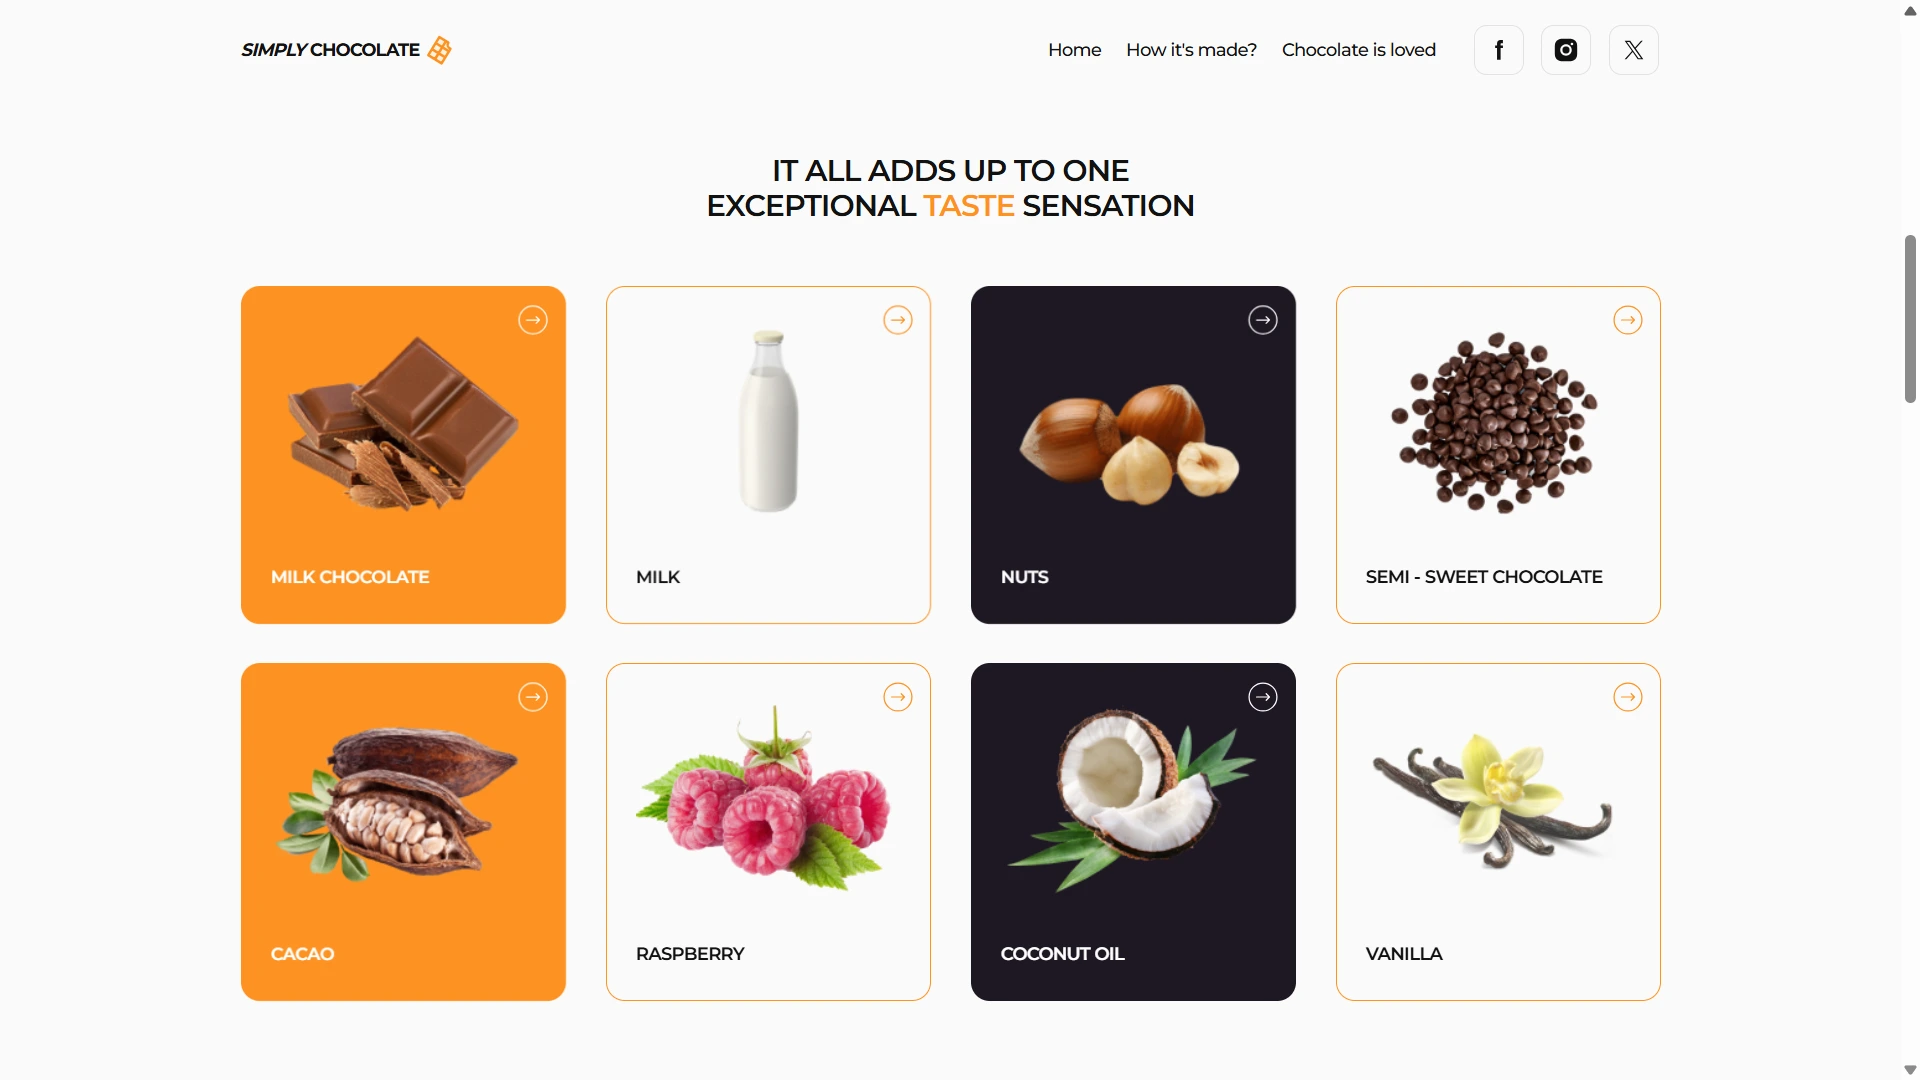 SIMPLY CHOCOLATE
Home How it's made? Chocolate is loved
IT ALL ADDS UP TO ONE
EXCEPTIONAL TASTE SENSATION
MILK CHOCOLATE
MILK
NUTS
SEMI - SWEET CHOCOLATE
CACAO
RASPBERRY
COCONUT OIL
VANILLA